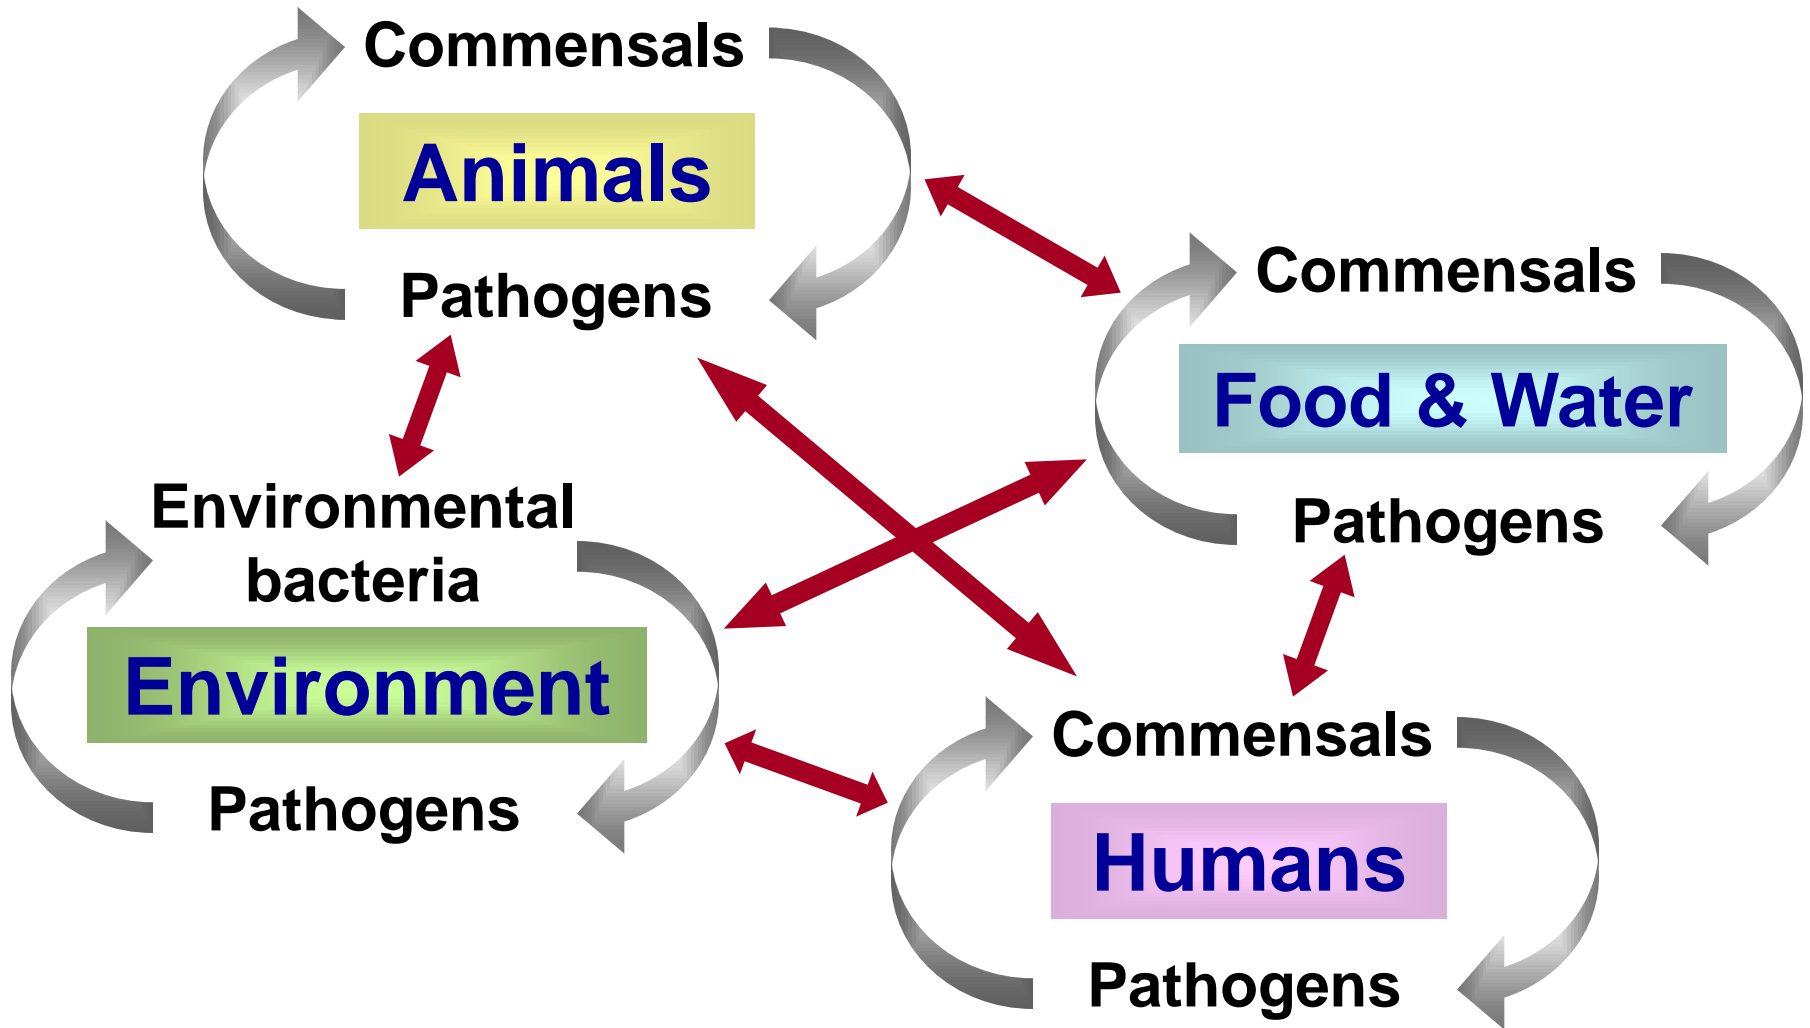 Commensals
Animals
Pathogens
Commensals
Food & Water
Pathogens
Environmental
bacteria
Environment
Pathogens
Commensals
Humans
Pathogens